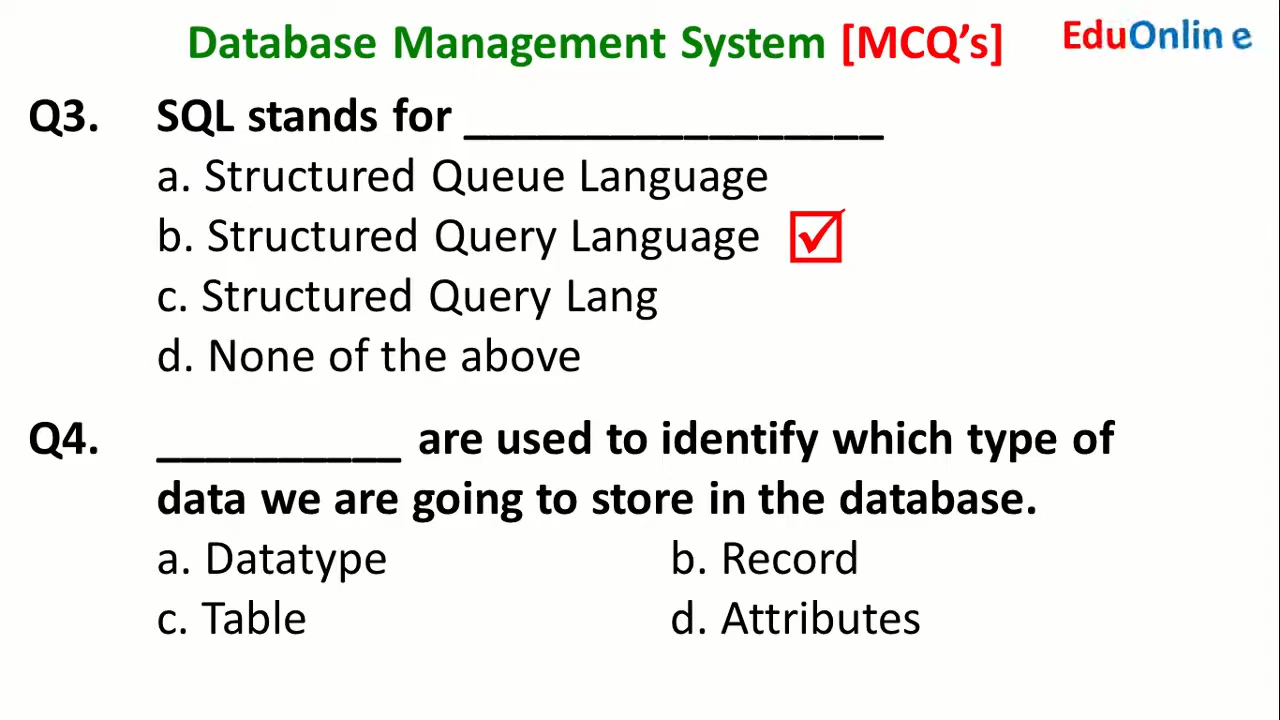 Database Management System [MCQ’s]
EduOnline
Q3. SQL stands for _________________
a. Structured Queue Language
b. Structured Query Language
c. Structured Query Lang
d. None of the above
Q4. __________ are used to identify which type of
data we are going to store in the database.
a. Datatype b. Record
c. Table d. Attributes